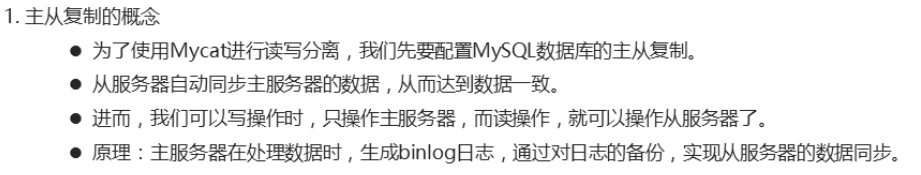 1. 主从复制的概念
● 为了使用Mycat进行读写分离，我们先要配置MySQL数据库的主从复制。
● 从服务器自动同步主服务器的数据，从而达到数据一致。
● 进而，我们可以写操作时，只操作主服务器，而读操作，就可以操作从服务器了。
● 原理：主服务器在处理数据时，生成binlog日志，通过对日志的备份，实现从服务器的数据同步。